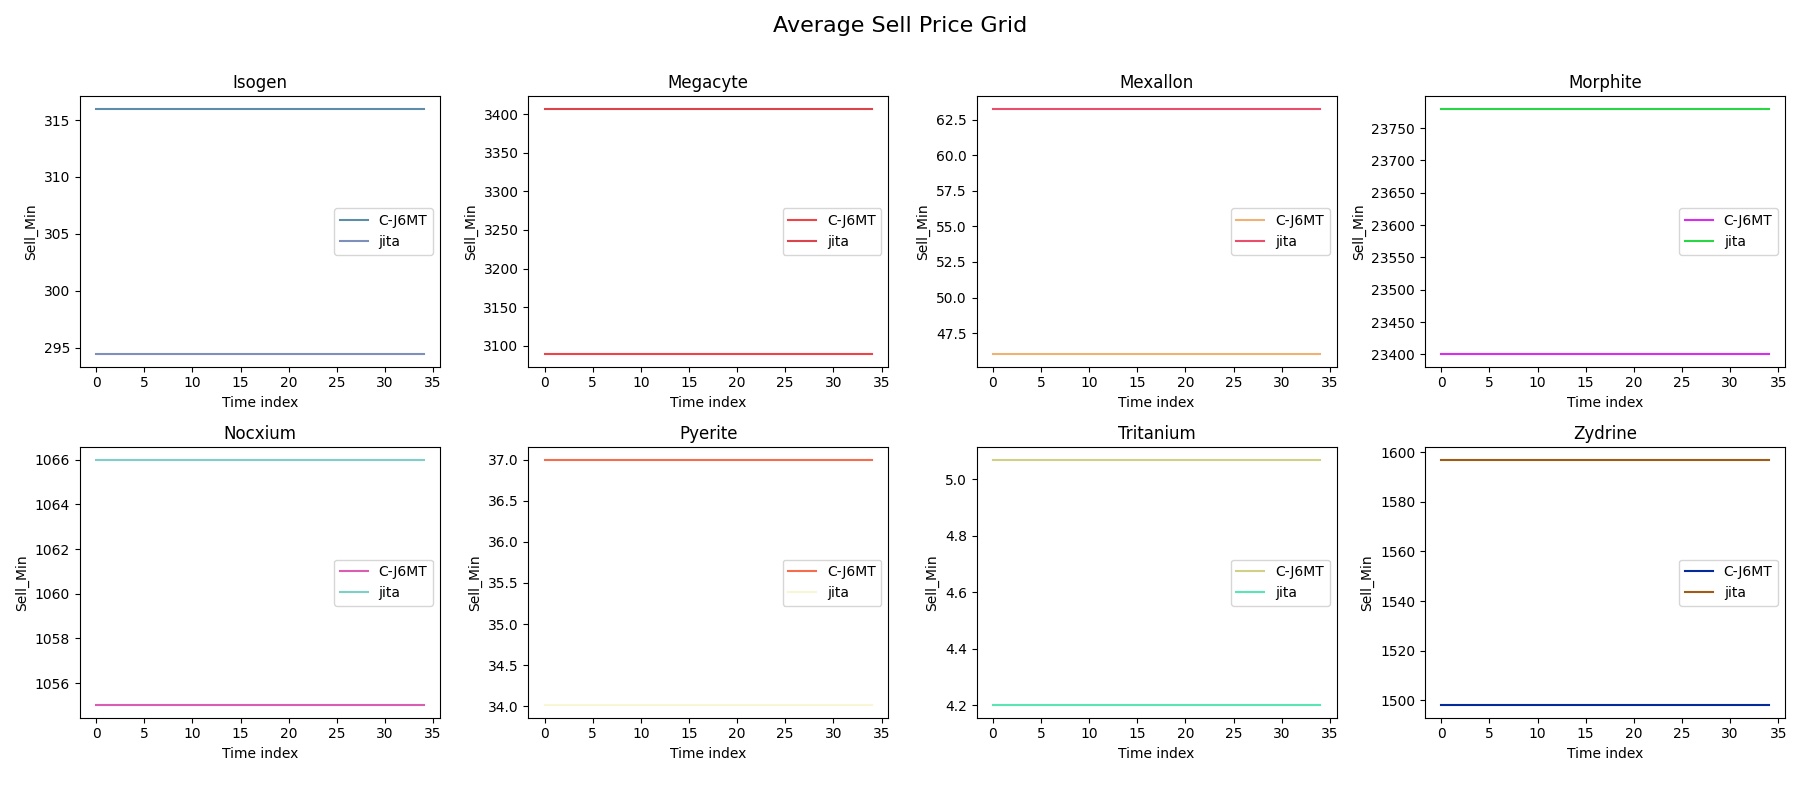 Average Sell Price Grid
Isogen
Sell_Min
315
310
305
300
295
C-J6MT
jita
0 5 10 15 20 25 30 35
Time index
Megacyte
Sell_Min
3400
3350
3300
3250
3200
3150
3100
C-J6MT
jita
0 5 10 15 20 25 30 35
Time index
Mexallon
Sell_Min
62.5
60.0
57.5
55.0
52.5
50.0
47.5
C-J6MT
jita
0 5 10 15 20 25 30 35
Time index
Morphite
Sell_Min
23750
23700
23650
23600
23550
23500
23450
23400
C-J6MT
jita
0 5 10 15 20 25 30 35
Time index
Nocxium
Sell_Min
1066
1064
1062
1060
1058
1056
C-J6MT
jita
0 5 10 15 20 25 30 35
Time index
Pyerite
Sell_Min
37.0
36.5
36.0
35.5
35.0
34.5
34.0
C-J6MT
jita
0 5 10 15 20 25 30 35
Time index
Tritanium
Sell_Min
5.0
4.8
4.6
4.4
4.2
C-J6MT
jita
0 5 10 15 20 25 30 35
Time index
Zydrine
Sell_Min
1600
1580
1560
1540
1520
1500
C-J6MT
jita
0 5 10 15 20 25 30 35
Time index